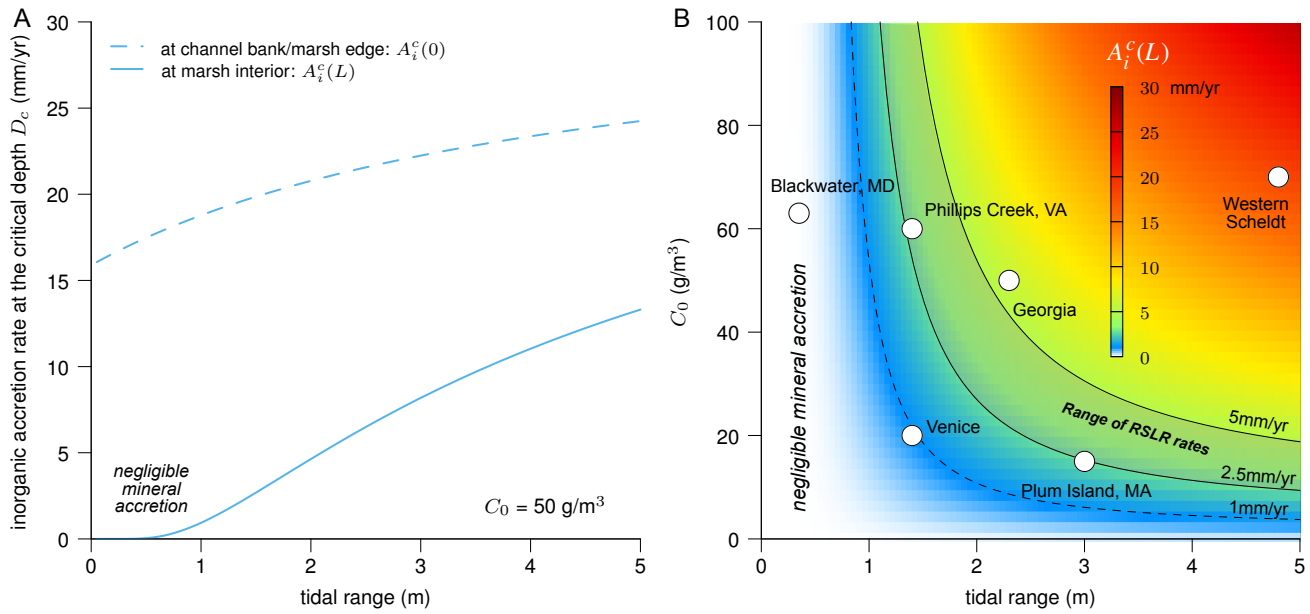 A
inorganic accretion rate at the critical depth D_c (mm/yr)
30
25
20
15
10
5
0
at channel bank/marsh edge: A_i^c(0)
at marsh interior: A_i^c(L)
negligible
mineral
accretion
C_0 = 50 g/m^3
0
1
2
3
4
5
tidal range (m)
B
C_0 (g/m^3)
100
80
60
40
20
0
A_i^c(L)
30 mm/yr
25
20
15
10
5
0
Blackwater, MD
Phillips Creek, VA
Western
Scheldt
Georgia
negligible mineral accretion
Venice
Range of RSLR rates
5mm/yr
2.5mm/yr
Plum Island, MA
1mm/yr
0
1
2
3
4
5
tidal range (m)